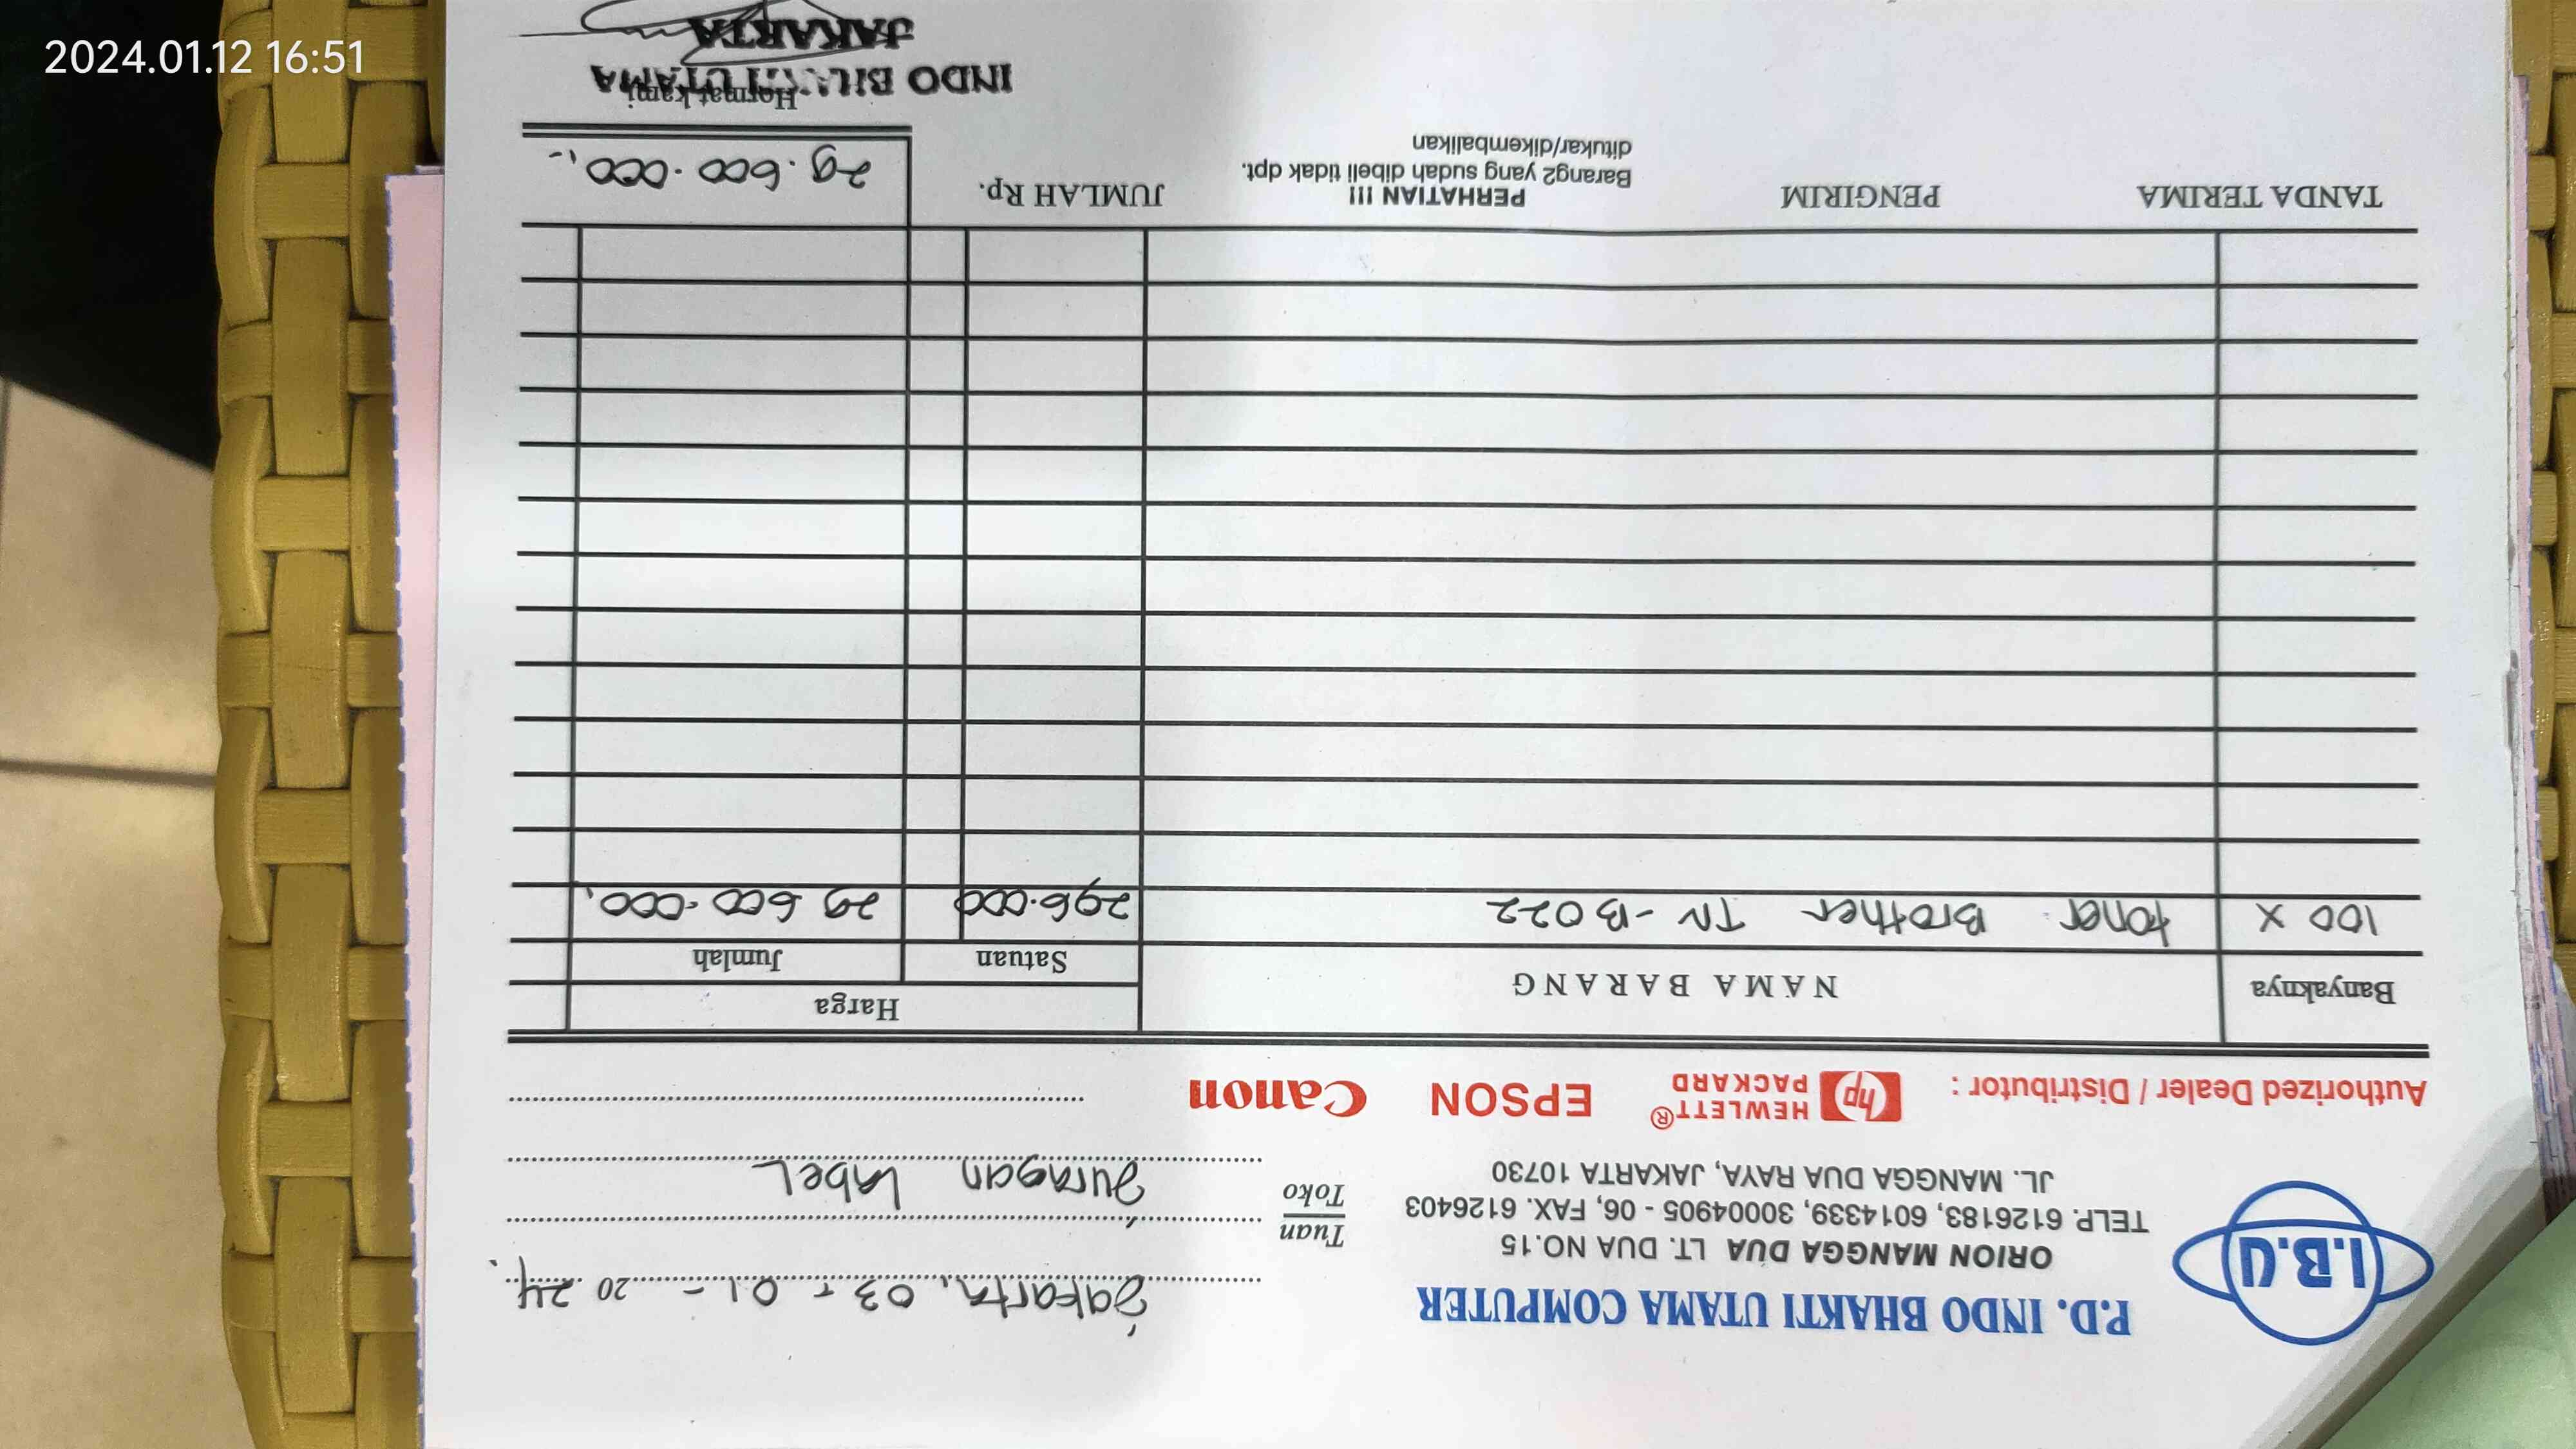 2024.01.12 16:51
I.B.U
P.D. INDO BHAKTI UTAMA COMPUTER
ORION MANGGA DUA LT. DUA NO.15
TELP. 6126183, 6014339, 30004905 - 06, FAX. 6126403
JL. MANGGA DUA RAYA, JAKARTA 10730
Jakarta, 03 - 01 - 20 24
Tuan
Toko
Juragan Label
Authorized Dealer / Distributor : hp HEWLETT® PACKARD EPSON Canon
Banyaknya NAMA BARANG Harga
Satuan Jumlah
100 X toner Brother TN - B022 296.000 29 600.000,
TANDA TERIMA PENGIRIM PERHATIAN !!! JUMLAH Rp. 29.600.000,-
Barang2 yang sudah dibeli tidak dpt.
ditukar/dikembalikan
Hormat kami
INDO BHAKTI UTAMA
JAKARTA